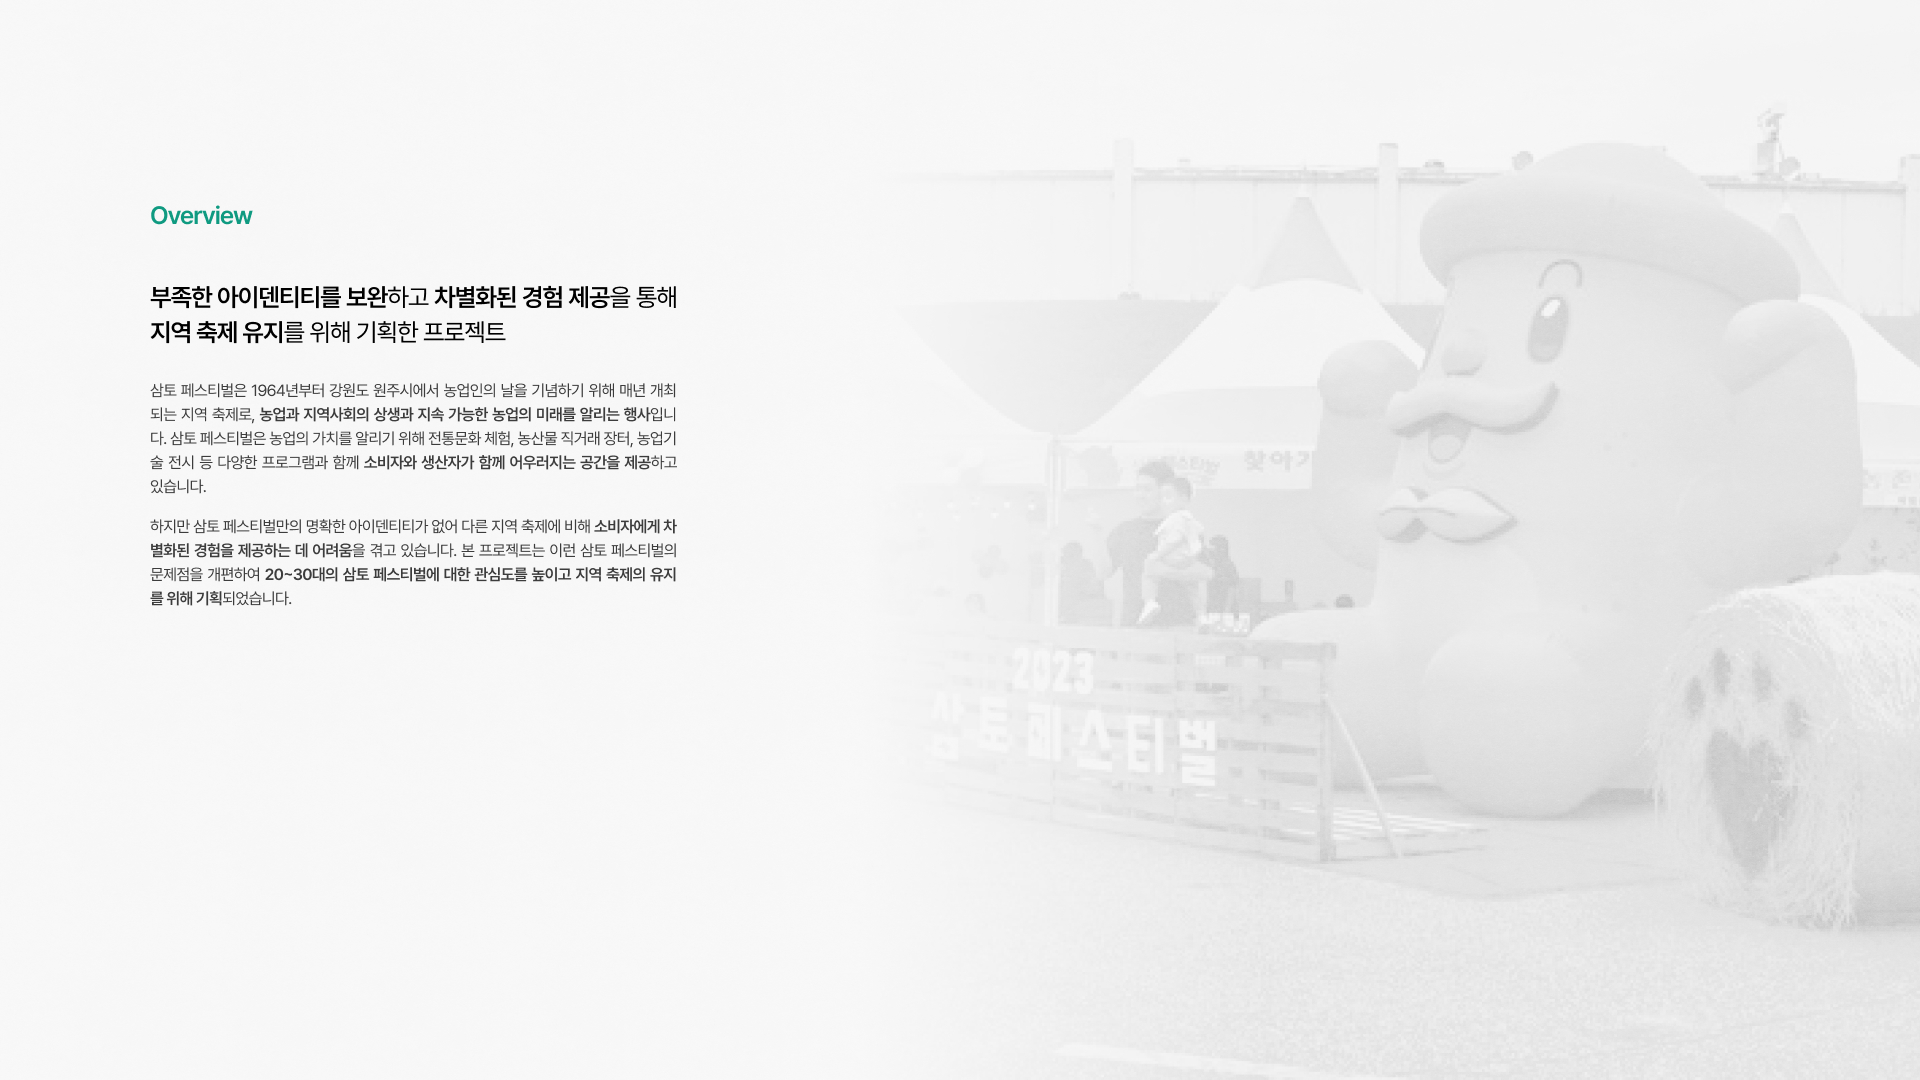 Overview
부족한 아이덴티티를 보완하고 차별화된 경험 제공을 통해
지역 축제 유지를 위해 기획한 프로젝트
삼토 페스티벌은 1964년부터 강원도 원주시에서 농업인의 날을 기념하기 위해 매년 개최
되는 지역 축제로, 농업과 지역사회의 상생과 지속 가능한 농업의 미래를 알리는 행사입니
다. 삼토 페스티벌은 농업의 가치를 알리기 위해 전통문화 체험, 농산물 직거래 장터, 농업기
술 전시 등 다양한 프로그램과 함께 소비자와 생산자가 함께 어우러지는 공간을 제공하고
있습니다.
하지만 삼토 페스티벌만의 명확한 아이덴티티가 없어 다른 지역 축제에 비해 소비자에게 차
별화된 경험을 제공하는 데 어려움을 겪고 있습니다. 본 프로젝트는 이런 삼토 페스티벌의
문제점을 개편하여 20~30대의 삼토 페스티벌에 대한 관심도를 높이고 지역 축제의 유지
를 위해 기획되었습니다.
2023
삼토페스티벌